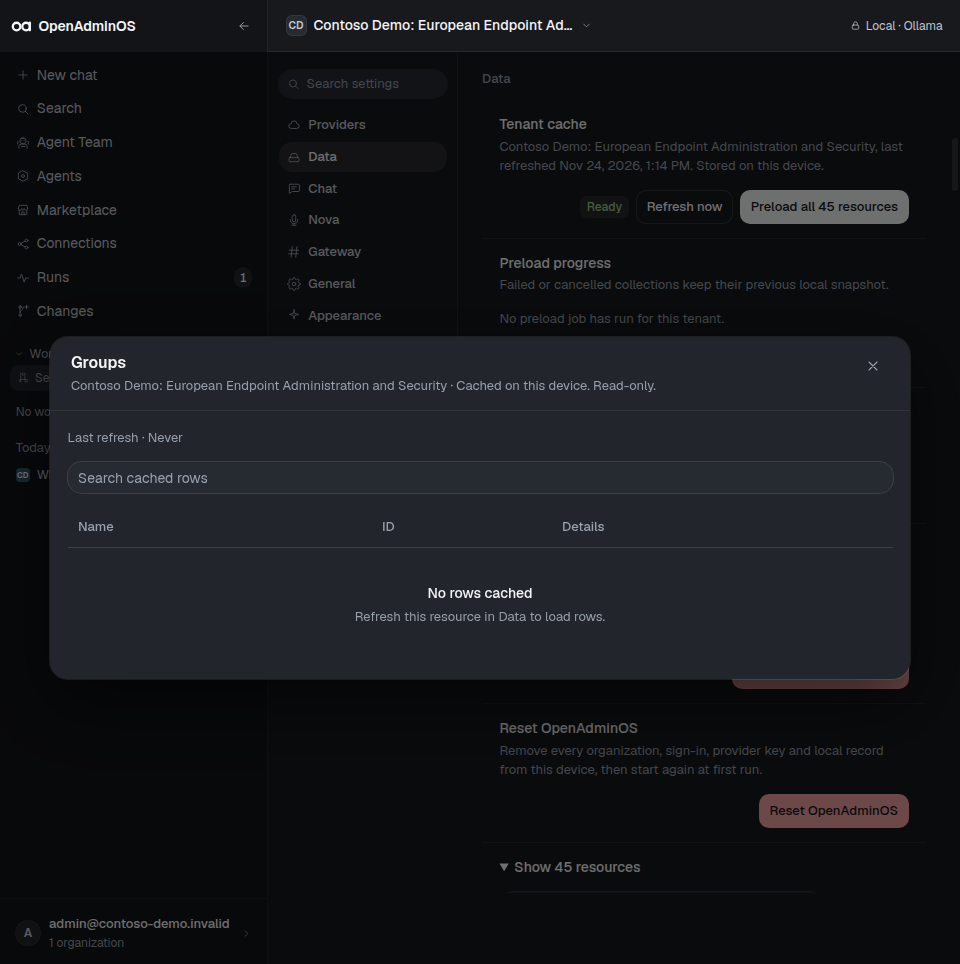 OpenAdminOS
CD Contoso Demo: European Endpoint Ad...
Local · Ollama
New chat
Search
Agent Team
Agents
Marketplace
Connections
Runs 1
Changes
Wor
Se
No wo
Today
CD W
Search settings
Providers
Data
Chat
Nova
Gateway
General
Appearance
Data
Tenant cache
Contoso Demo: European Endpoint Administration and Security, last
refreshed Nov 24, 2026, 1:14 PM. Stored on this device.
Ready Refresh now Preload all 45 resources
Preload progress
Failed or cancelled collections keep their previous local snapshot.
No preload job has run for this tenant.
Groups
Contoso Demo: European Endpoint Administration and Security · Cached on this device. Read-only.
Last refresh · Never
Search cached rows
Name ID Details
No rows cached
Refresh this resource in Data to load rows.
Reset OpenAdminOS
Remove every organization, sign-in, provider key and local record
from this device, then start again at first run.
Reset OpenAdminOS
Show 45 resources
A admin@contoso-demo.invalid
1 organization